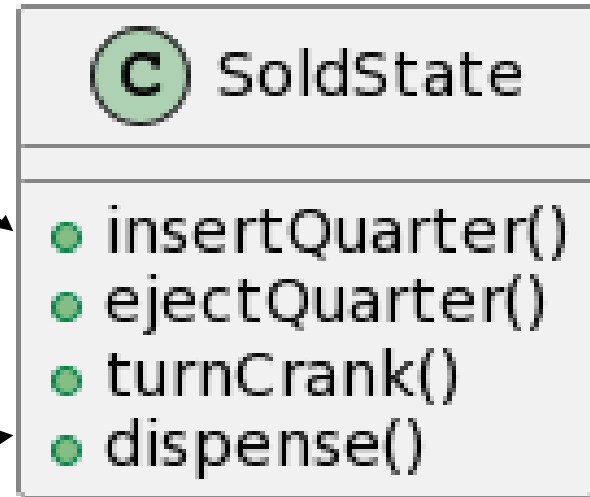 C SoldState
insertQuarter()
ejectQuarter()
turnCrank()
dispense()